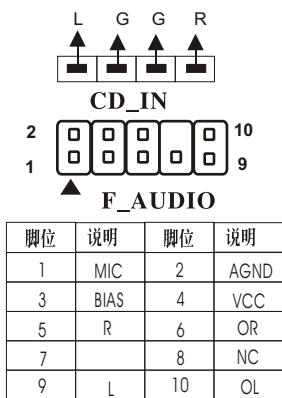 L G G R
CD_IN
2 10
1 9
F_AUDIO
脚位 说明 脚位 说明
1 MIC 2 AGND
3 BIAS 4 VCC
5 R 6 OR
7 8 NC
9 L 10 OL